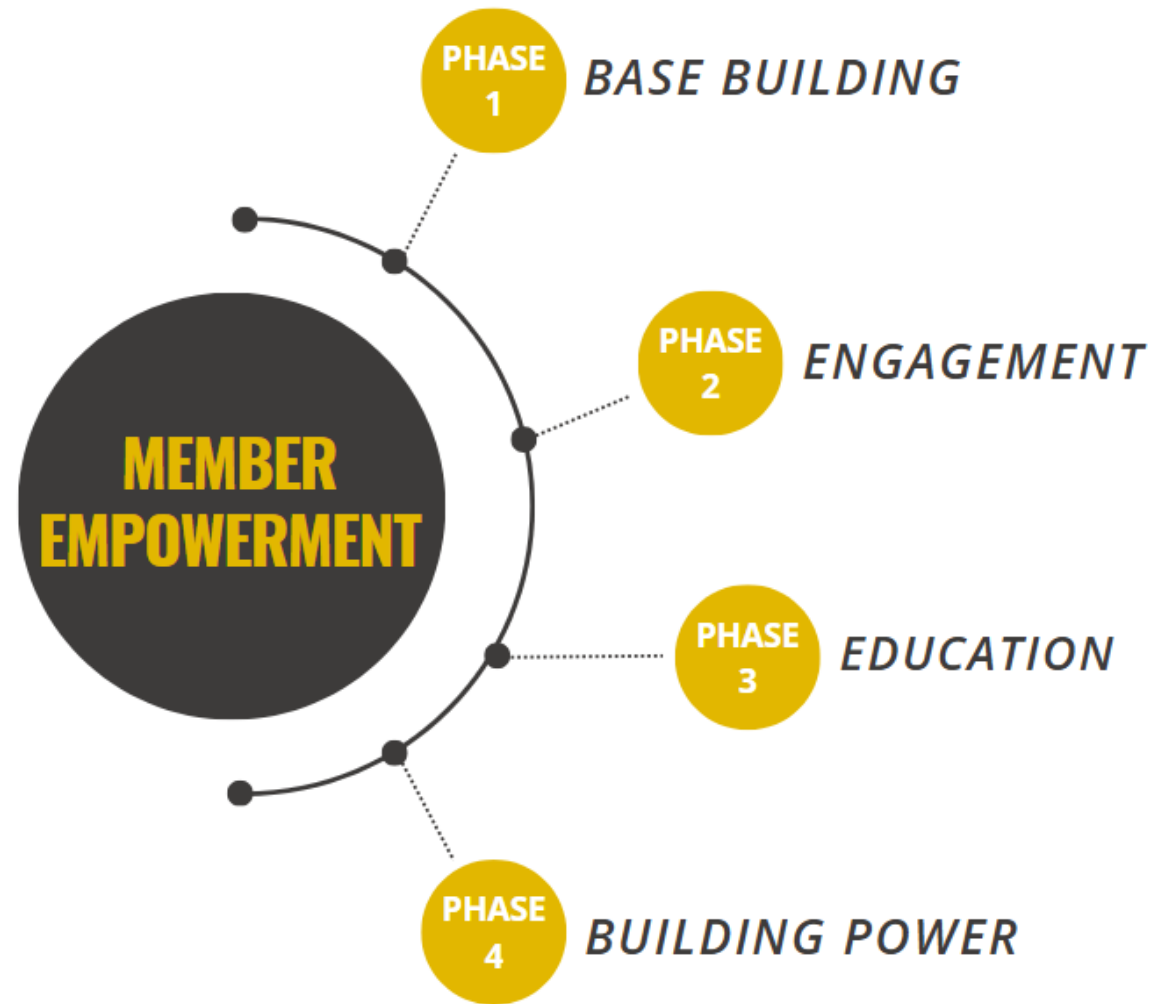 PHASE
1
BASE BUILDING
PHASE
2
ENGAGEMENT
MEMBER
EMPOWERMENT
PHASE
3
EDUCATION
PHASE
4
BUILDING POWER